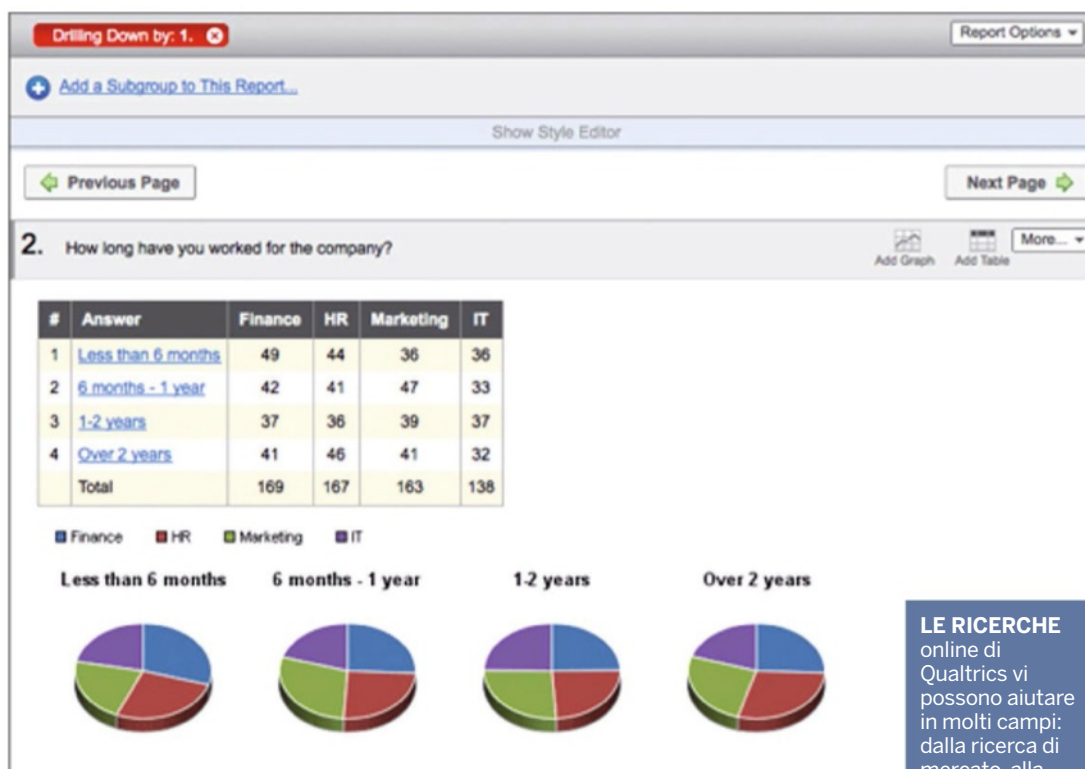 Drilling Down by: 1.
Report Options
Add a Subgroup to This Report...
Show Style Editor
Previous Page
Next Page
2. How long have you worked for the company?
Add Graph Add Table More...
# Answer Finance HR Marketing IT
1 Less than 6 months 49 44 36 36
2 6 months - 1 year 42 41 47 33
3 1-2 years 37 36 39 37
4 Over 2 years 41 46 41 32
Total 169 167 163 138
Finance HR Marketing IT
Less than 6 months 6 months - 1 year 1-2 years Over 2 years
LE RICERCHE
online di
Qualtrics vi
possono aiutare
in molti campi:
dalla ricerca di
mercato, alla